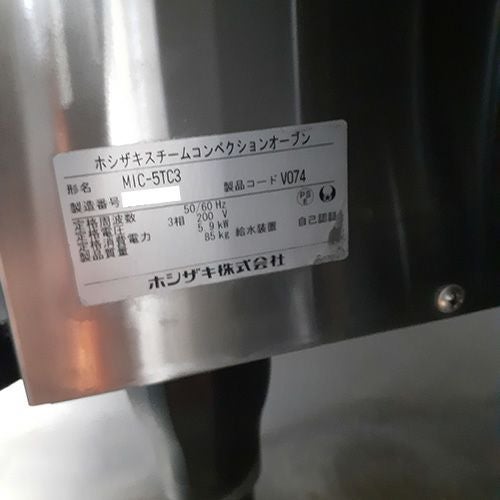 ホシザキスチームコンベクションオーブン
形名 MIC-5TC3
製造番号 製品コード V074
定格周波数 50/60 Hz
定格電圧 3相 200 V
定格消費電力 5.9 kW
製品質量 85 kg 給水装置 自己認証
PS E
ホシザキ株式会社